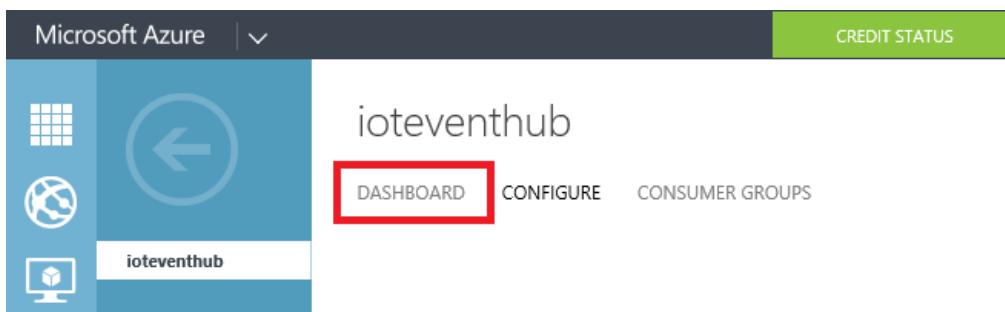 Microsoft Azure
CREDIT STATUS
ioteventhub
DASHBOARD CONFIGURE CONSUMER GROUPS
ioteventhub